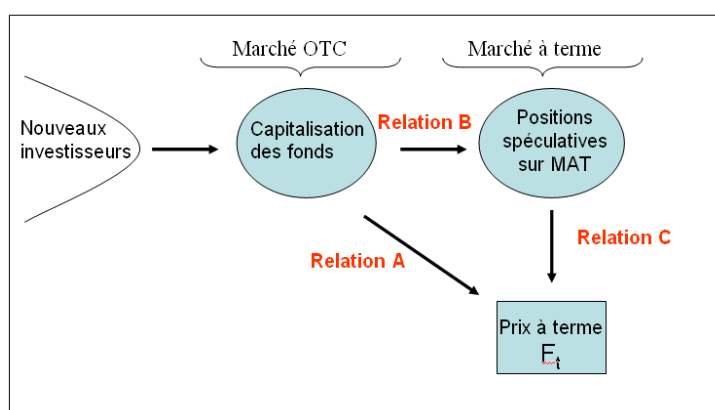 Marché OTC
Marché à terme
Nouveaux
investisseurs
Capitalisation
des fonds
Relation B
Positions
spéculatives
sur MAT
Relation A
Relation C
Prix à terme
Ft